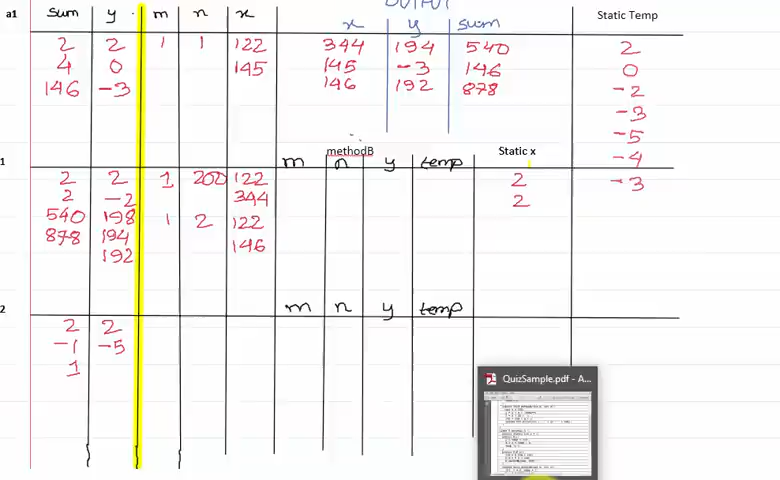 OUTPUT
a1 sum y m n x x y sum Static Temp
2 2 1 1 122 344 194 540 2
4 0 145 145 -3 146 0
146 -3 146 192 878 -2
-3
-5
methodB Static x -4
1 m n y temp
2 2 1 200 122 2 -3
2 -2 344 2
540 198 1 2 122
878 194 146
192
2 m n y temp
2 2
-1 -5
1
QuizSample.pdf - A...